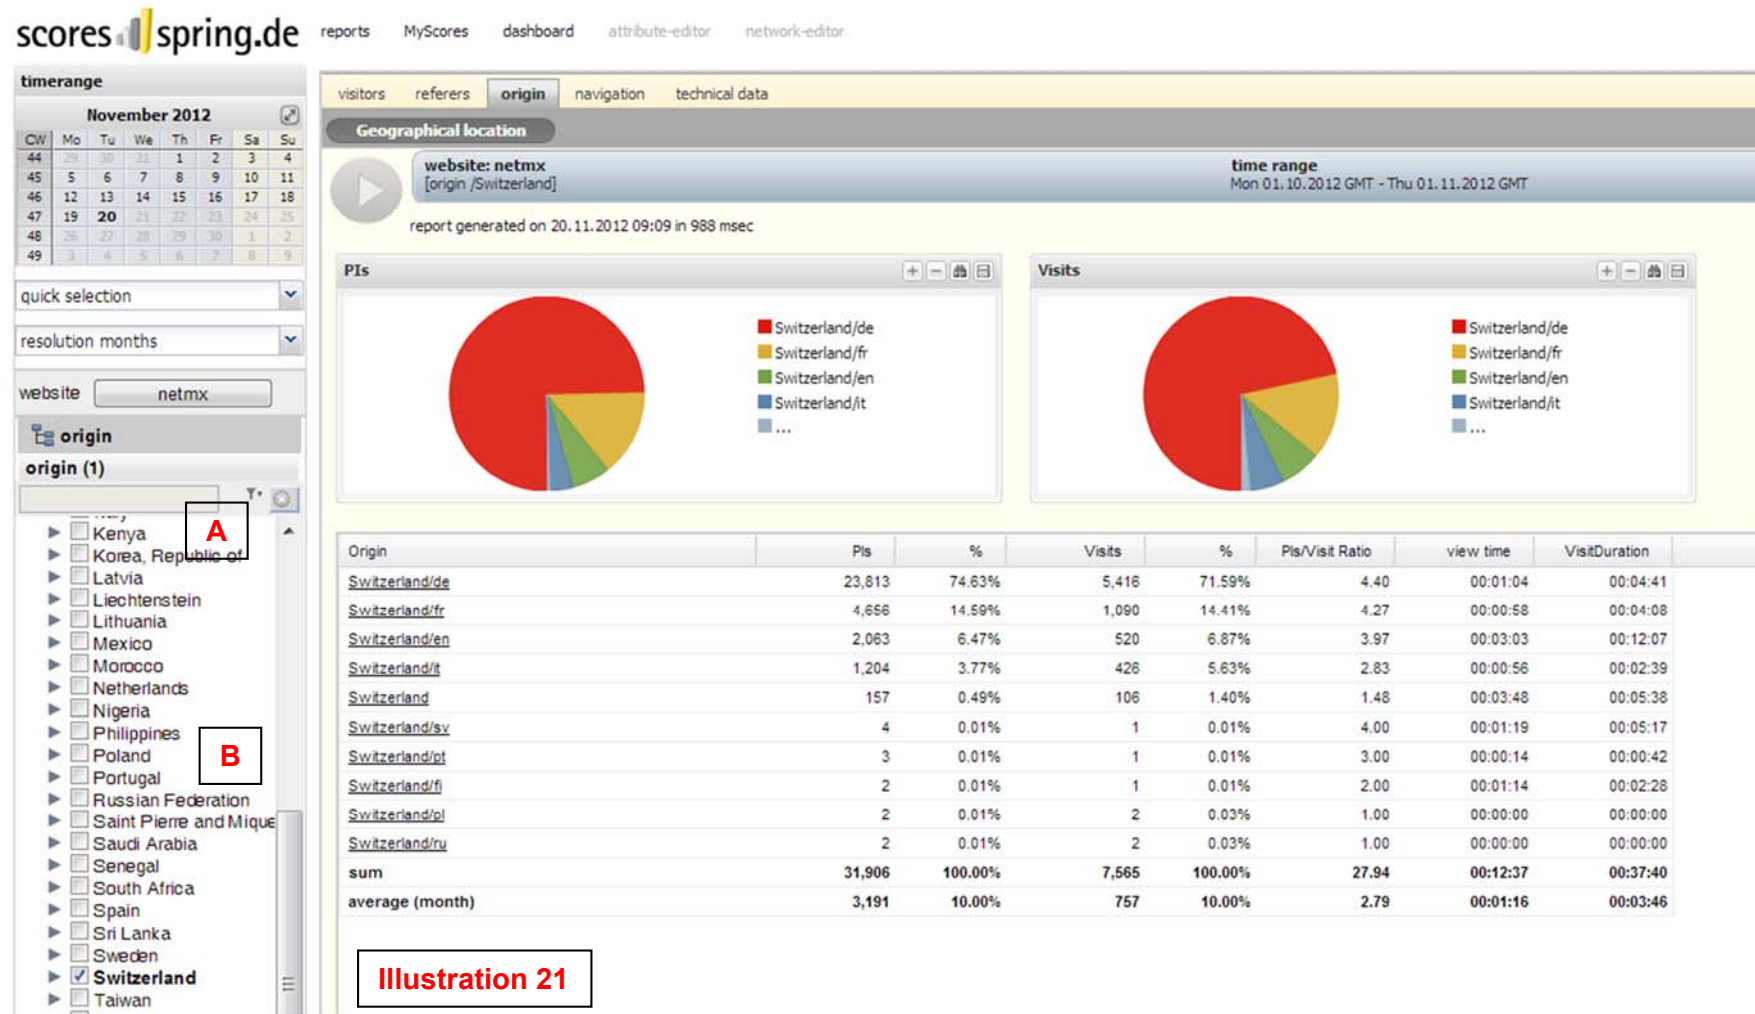 scores spring.de
reports MyScores dashboard attribute-editor network-editor
timerange
November 2012
CW Mo Tu We Th Fr Sa Su
44 29 30 31 1 2 3 4
45 5 6 7 8 9 10 11
46 12 13 14 15 16 17 18
47 19 20 21 22 23 24 25
48 26 27 28 29 30 1 2
49 3 4 5 6 7 8 9
quick selection
resolution months
website netmx
origin
origin (1)
A
Kenya
Korea, Republic of
Latvia
Liechtenstein
Lithuania
Mexico
Morocco
Netherlands
Nigeria
Philippines
B
Poland
Portugal
Russian Federation
Saint Pierre and Mique
Saudi Arabia
Senegal
South Africa
Spain
Sri Lanka
Sweden
Switzerland
Taiwan
visitors referers origin navigation technical data
Geographical location
website: netmx
[origin /Switzerland]
time range
Mon 01.10.2012 GMT - Thu 01.11.2012 GMT
report generated on 20.11.2012 09:09 in 988 msec
PIs
Switzerland/de
Switzerland/fr
Switzerland/en
Switzerland/it
...
Visits
Switzerland/de
Switzerland/fr
Switzerland/en
Switzerland/it
...
Origin PIs % Visits % PIs/Visit Ratio view time VisitDuration
Switzerland/de 23,813 74.63% 5,416 71.59% 4.40 00:01:04 00:04:41
Switzerland/fr 4,656 14.59% 1,090 14.41% 4.27 00:00:58 00:04:08
Switzerland/en 2,063 6.47% 520 6.87% 3.97 00:03:03 00:12:07
Switzerland/it 1,204 3.77% 426 5.63% 2.83 00:00:56 00:02:39
Switzerland 157 0.49% 106 1.40% 1.48 00:03:48 00:05:38
Switzerland/sv 4 0.01% 1 0.01% 4.00 00:01:19 00:05:17
Switzerland/pt 3 0.01% 1 0.01% 3.00 00:00:14 00:00:42
Switzerland/fi 2 0.01% 1 0.01% 2.00 00:01:14 00:02:28
Switzerland/pl 2 0.01% 2 0.03% 1.00 00:00:00 00:00:00
Switzerland/ru 2 0.01% 2 0.03% 1.00 00:00:00 00:00:00
sum 31,906 100.00% 7,565 100.00% 27.94 00:12:37 00:37:40
average (month) 3,191 10.00% 757 10.00% 2.79 00:01:16 00:03:46
Illustration 21